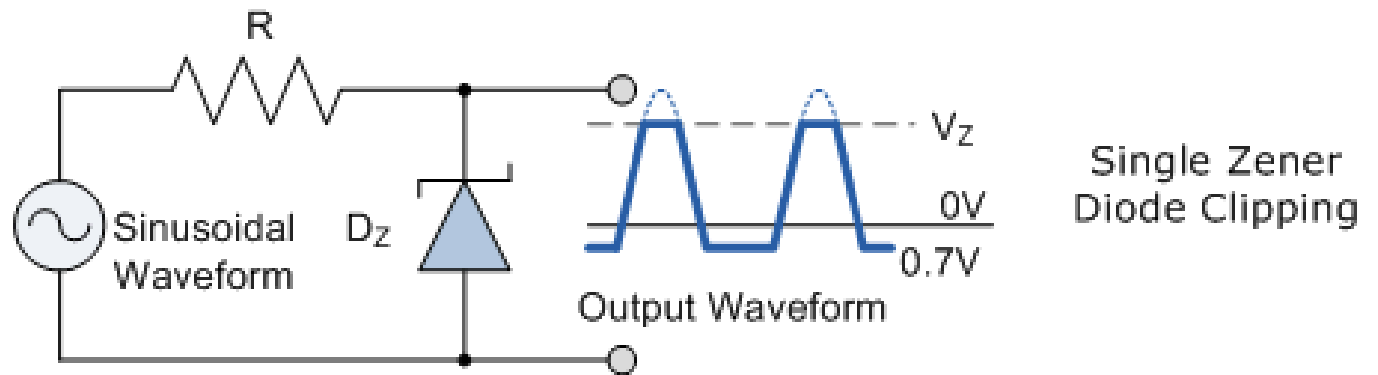 R
Sinusoidal
Waveform
DZ
VZ
0V
0.7V
Output Waveform
Single Zener
Diode Clipping